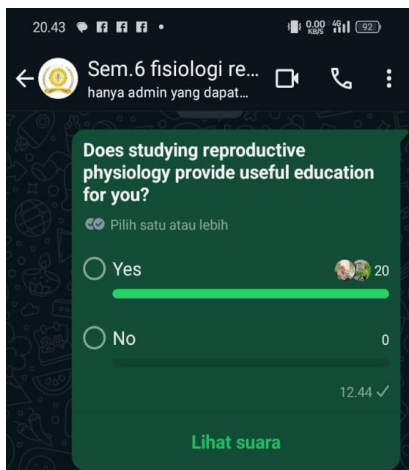 20.43
0.00 KB/S 4G 92
Sem.6 fisiologi re...
hanya admin yang dapat...
Does studying reproductive
physiology provide useful education
for you?
Pilih satu atau lebih
Yes 20
No 0
12.44
Lihat suara